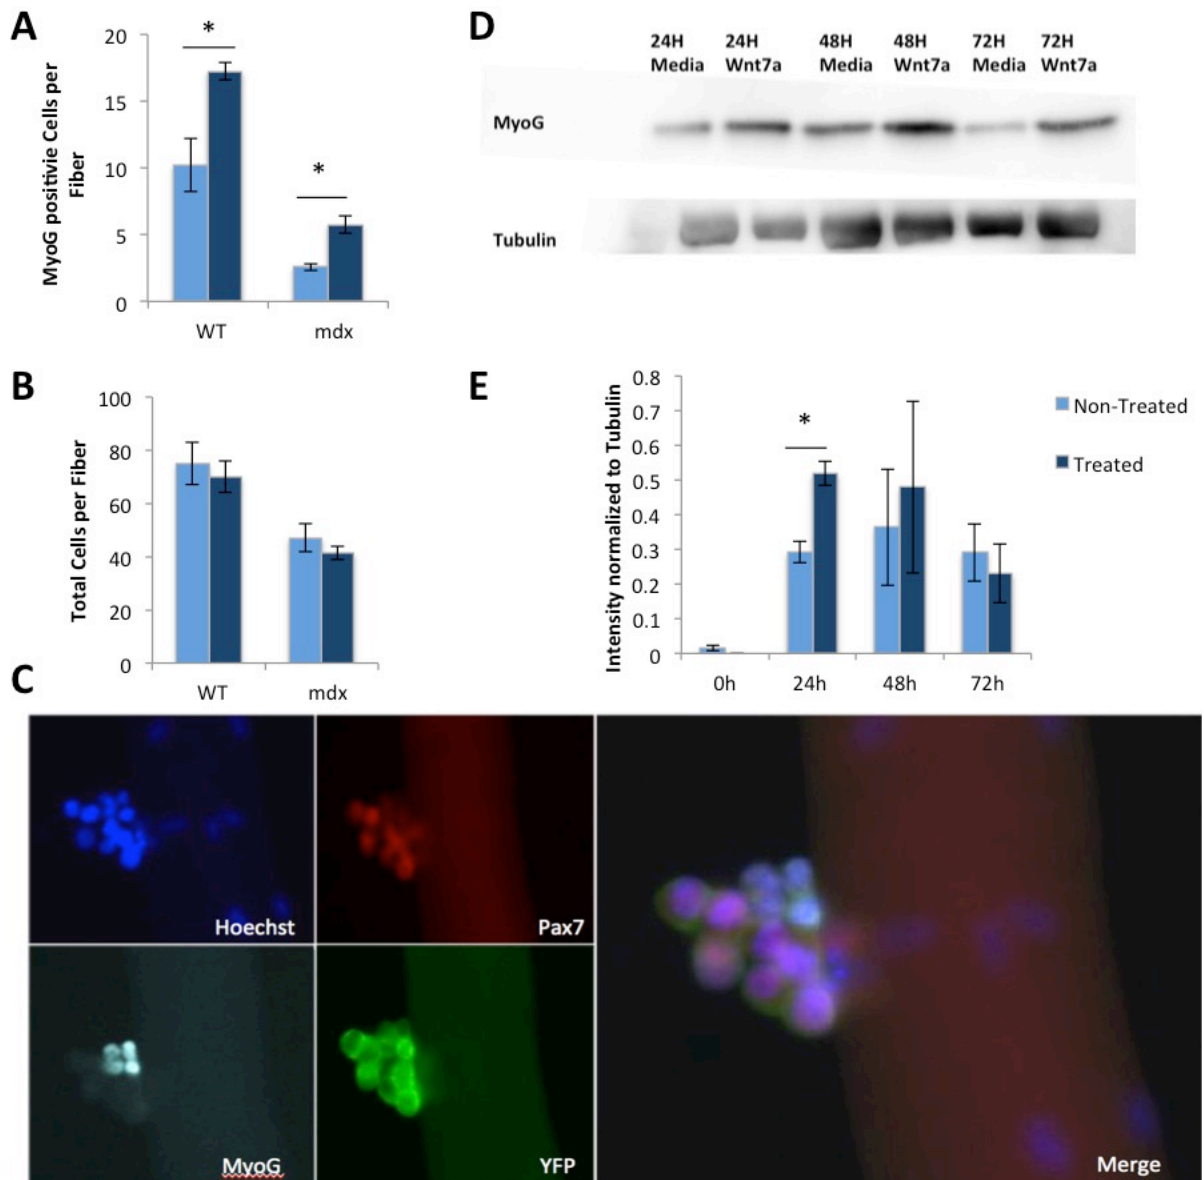 A
MyoG positivie Cells per
Fiber
20
15
10
5
0
*
*
WT
mdx
B
Total Cells per Fiber
100
80
60
40
20
0
WT
mdx
C
Hoechst
Pax7
MyoG
YFP
Merge
D
24H
Media
24H
Wnt7a
48H
Media
48H
Wnt7a
72H
Media
72H
Wnt7a
MyoG
Tubulin
E
Intensity normalized to Tubulin
0.8
0.7
0.6
0.5
0.4
0.3
0.2
0.1
0
*
0h
24h
48h
72h
Non-Treated
Treated